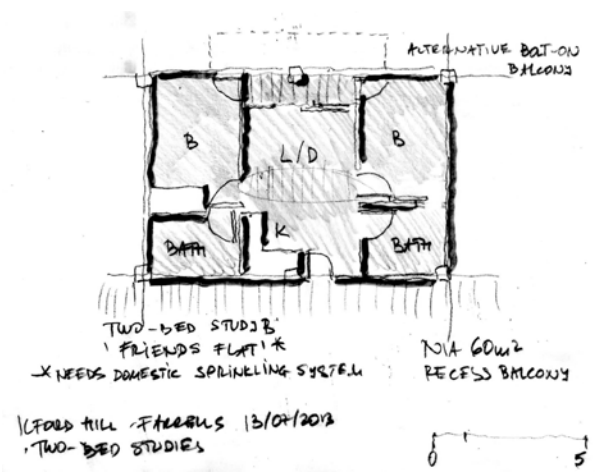 ALTERNATIVE BOLT-ON
BALCONY
B
B
L/D
K
BATH
BATH
TWO-BED STUDY B
'FRIENDS FLAT' *
* NEEDS DOMESTIC SPRINKLING SYSTEM
NIA 60m2
RECESS BALCONY
ILFORD HILL - FARRELLS 13/07/2013
TWO-BED STUDIES
0
5